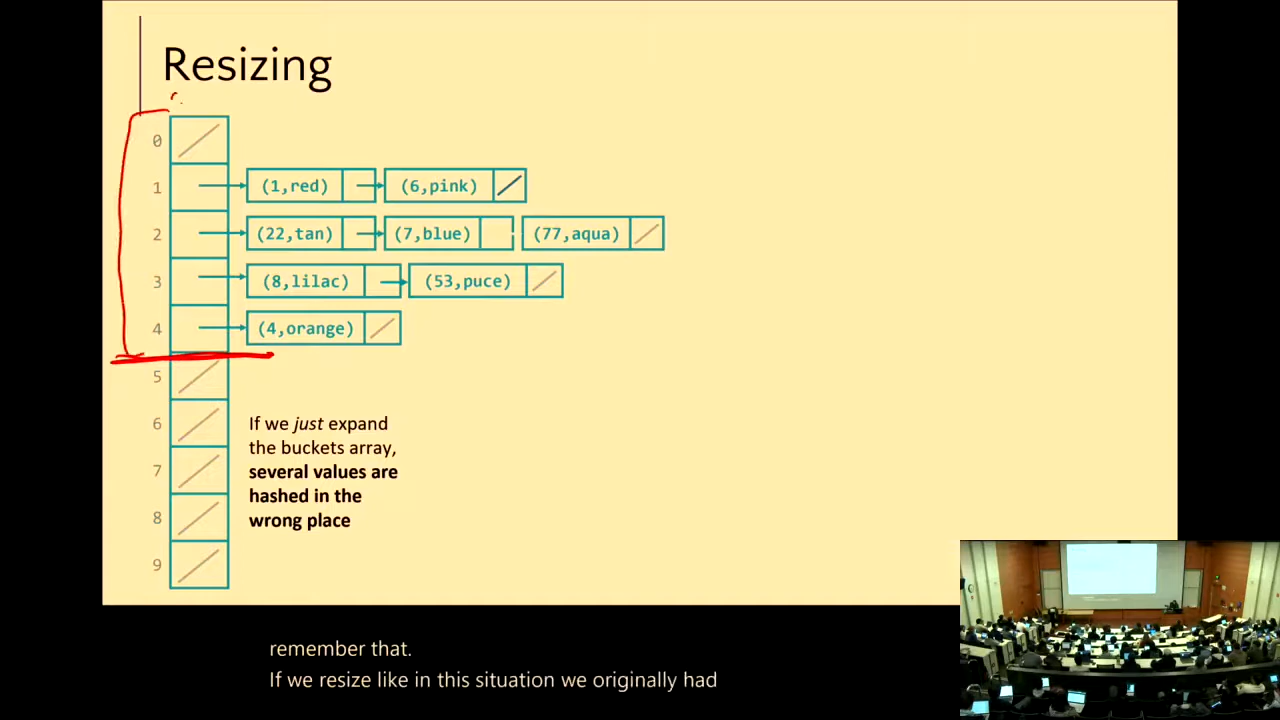 Resizing
0
1 (1,red) (6,pink)
2 (22,tan) (7,blue) (77,aqua)
3 (8,lilac) (53,puce)
4 (4,orange)
5
6
7
8
9
If we just expand
the buckets array,
several values are
hashed in the
wrong place
remember that.
If we resize like in this situation we originally had